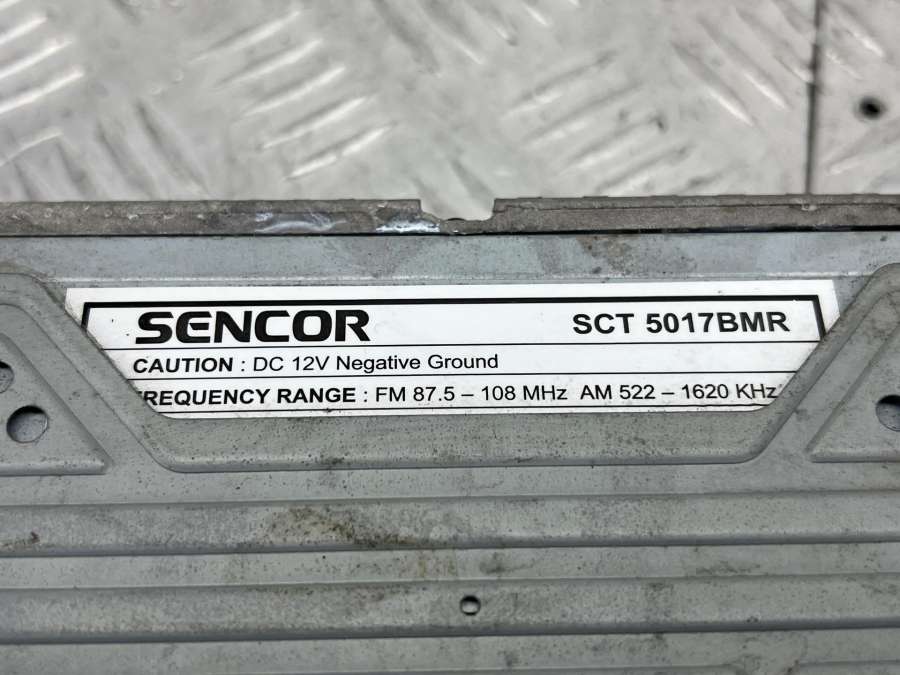 SENCOR SCT 5017BMR
CAUTION : DC 12V Negative Ground
FREQUENCY RANGE : FM 87.5 – 108 MHz AM 522 – 1620 KHz